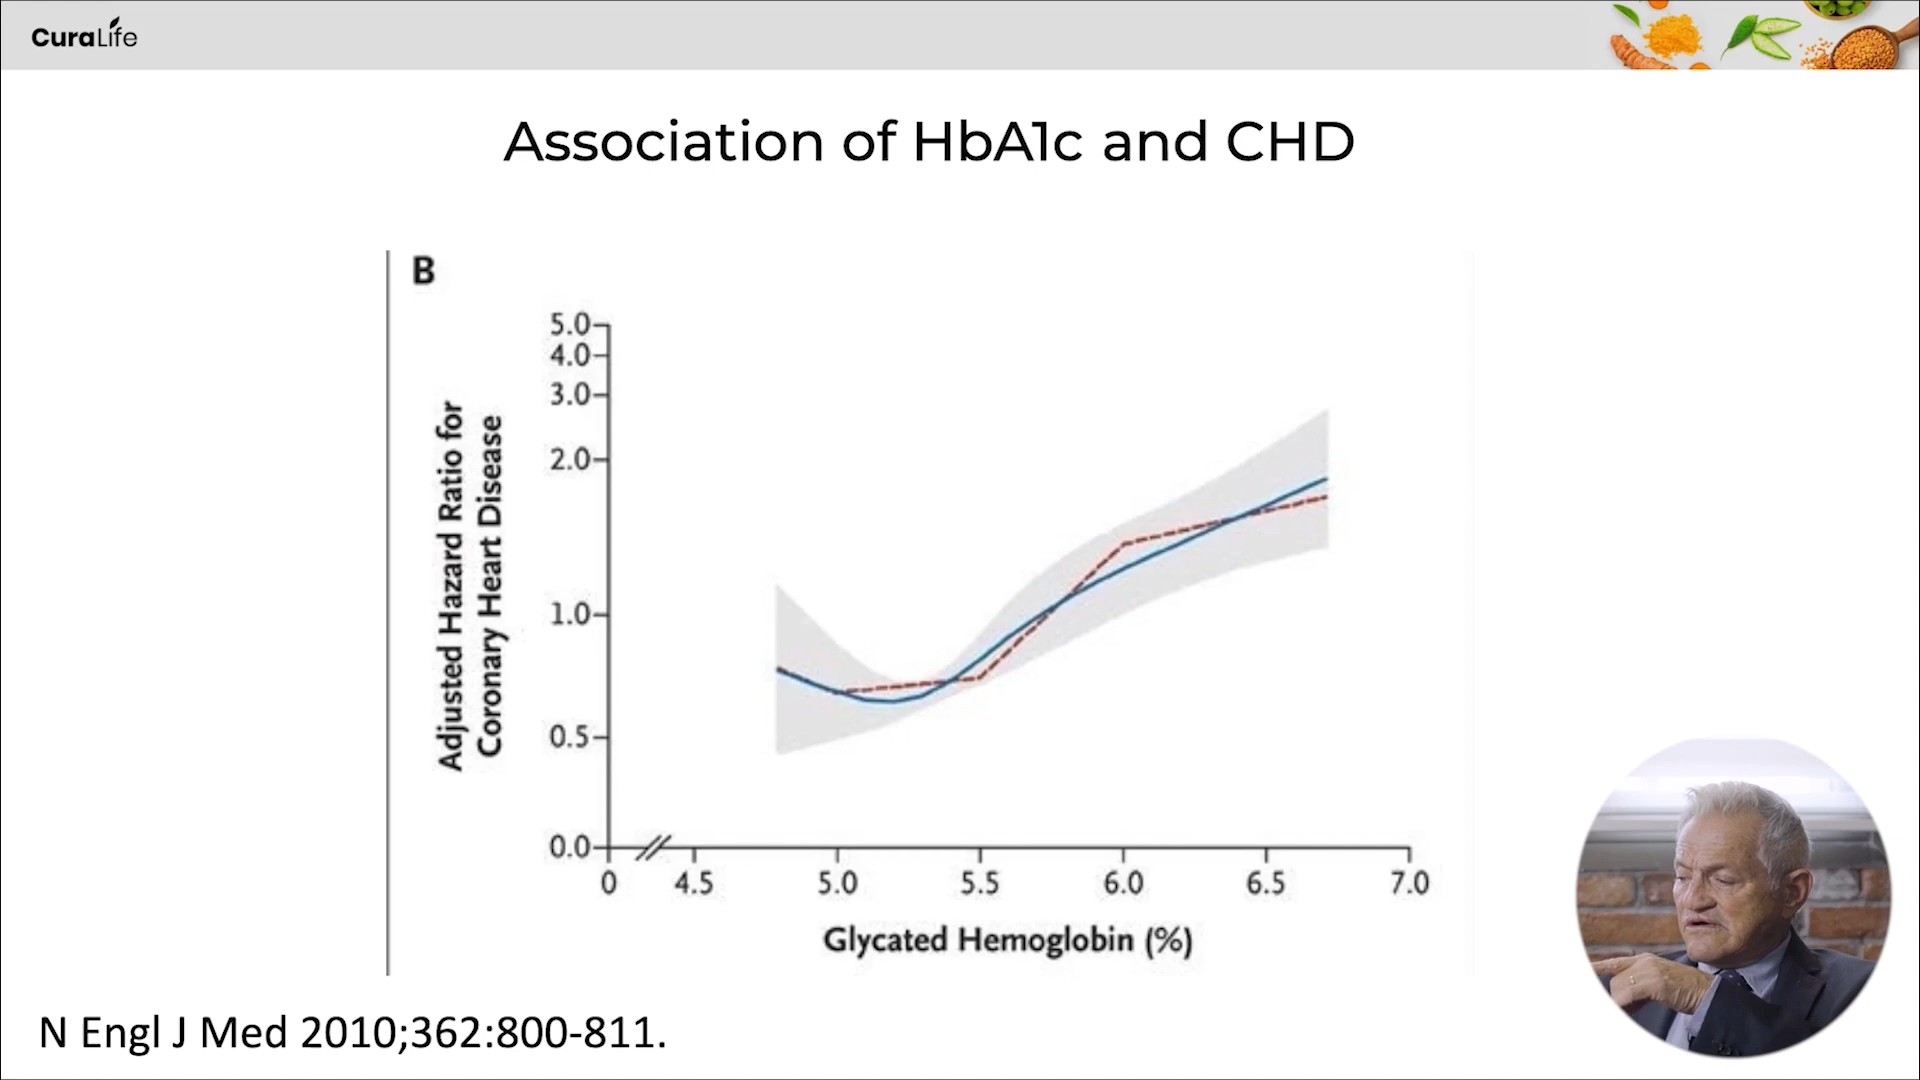 CuraLife
Association of HbA1c and CHD
B
Adjusted Hazard Ratio for
Coronary Heart Disease
5.0
4.0
3.0
2.0
1.0
0.5
0.0
0 4.5 5.0 5.5 6.0 6.5 7.0
Glycated Hemoglobin (%)
N Engl J Med 2010;362:800-811.